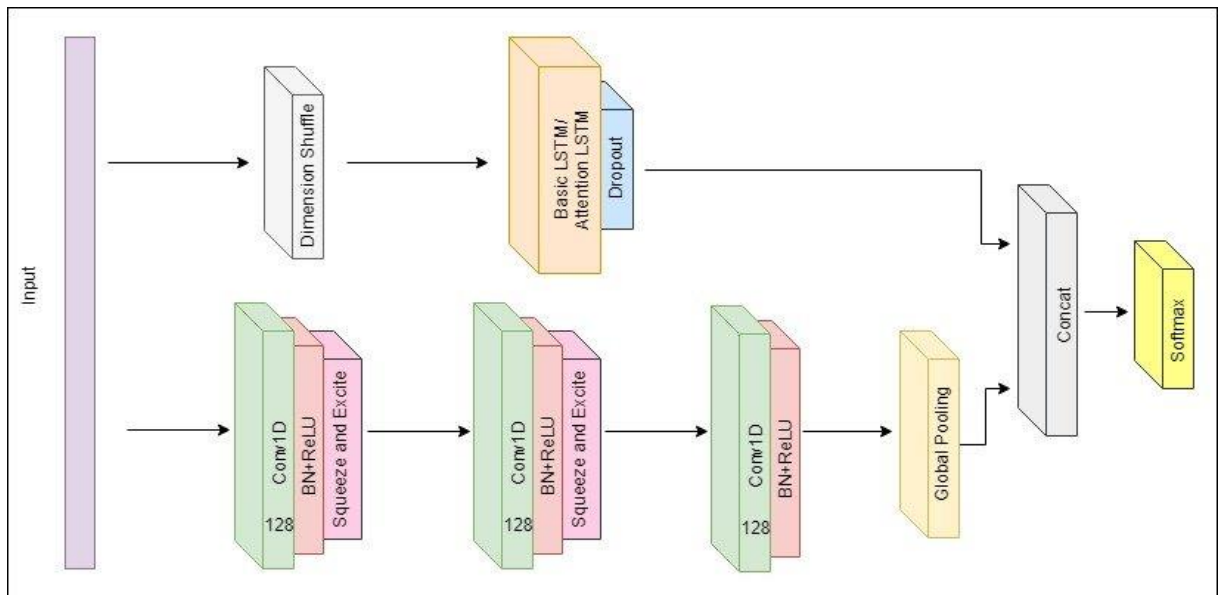 Input
Dimension Shuffle
Basic LSTM/
Attention LSTM
Dropout
Conv1D
128
BN+ReLU
Squeeze and Excite
Conv1D
128
BN+ReLU
Squeeze and Excite
Conv1D
128
BN+ReLU
Global Pooling
Concat
Softmax